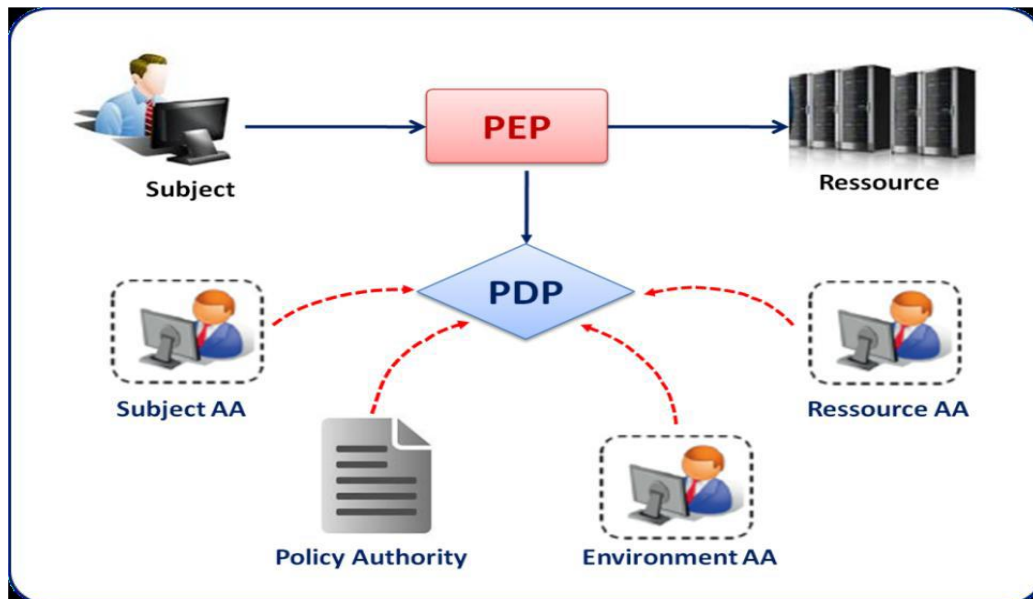 PEP
Subject
Ressource
PDP
Subject AA
Ressource AA
Policy Authority
Environment AA